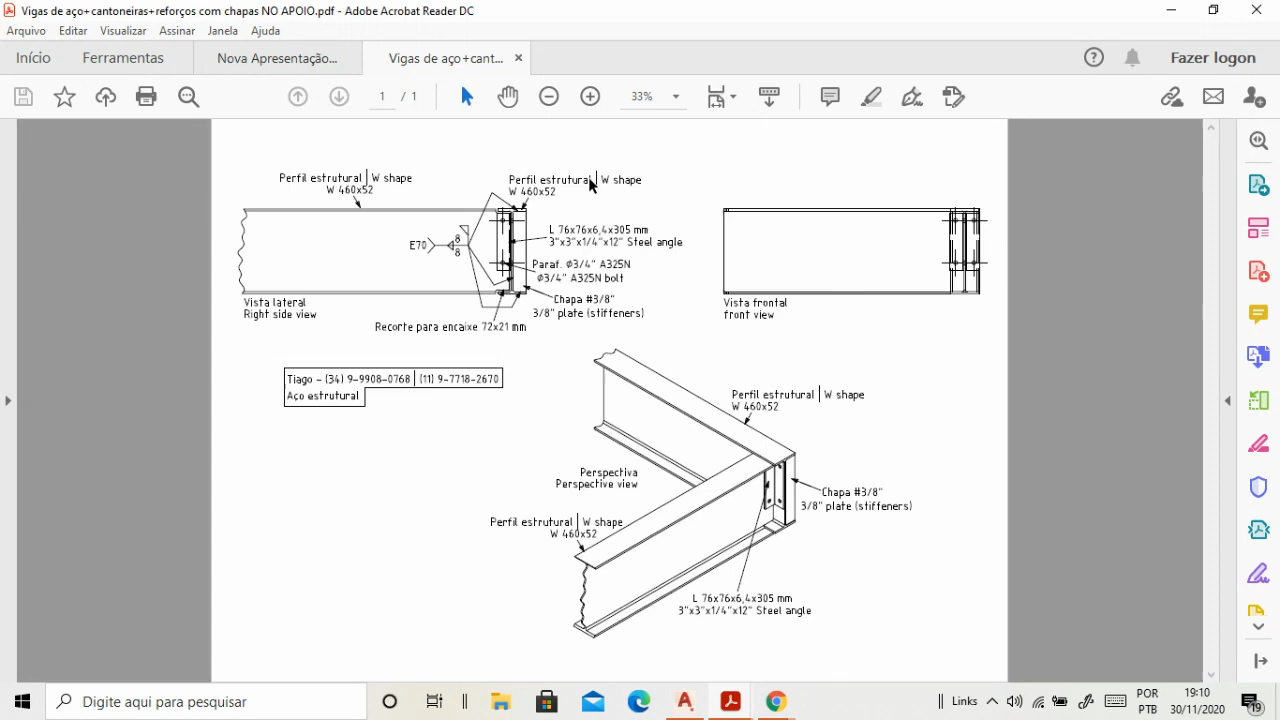 Vigas de aço+cantoneiras+reforços com chapas NO APOIO.pdf - Adobe Acrobat Reader DC
Arquivo Editar Visualizar Assinar Janela Ajuda
Início Ferramentas Nova Apresentação... Vigas de aço+cant... × Fazer logon
1 / 1 33%
Perfil estrutural | W shape
W 460x52
Perfil estrutural | W shape
W 460x52
L 76x76x6,4x305 mm
3"x3"x1/4"x12" Steel angle
E70 8
8
Paraf. Ø3/4" A325N
Ø3/4" A325N bolt
Chapa #3/8"
3/8" plate (stiffeners)
Vista lateral
Right side view
Recorte para encaixe 72x21 mm
Vista frontal
front view
Tiago - (34) 9-9908-0768 | (11) 9-7718-2670
Aço estrutural
Perfil estrutural | W shape
W 460x52
Perspectiva
Perspective view
Chapa #3/8"
3/8" plate (stiffeners)
Perfil estrutural | W shape
W 460x52
L 76x76x6,4x305 mm
3"x3"x1/4"x12" Steel angle
Digite aqui para pesquisar
Links
POR
PTB
19:10
30/11/2020
19